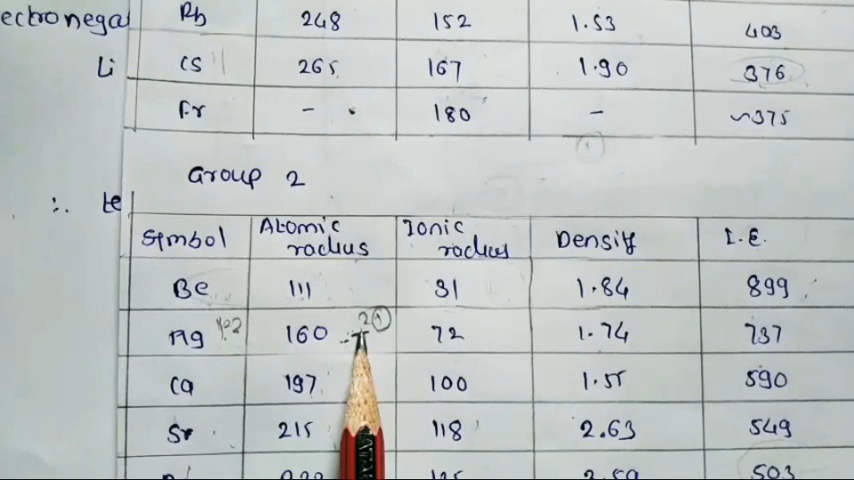 ectronega Rb 248 152 1.53 403
Li Cs 265 167 1.90 376
Fr - 180 - ~375
Group 2
∴ te
Symbol Atomic radius Ionic radius Density I.E.
Be 111 31 1.84 899
Mg 160 72 1.74 737
Ca 197 100 1.55 590
Sr 215 118 2.63 549
503